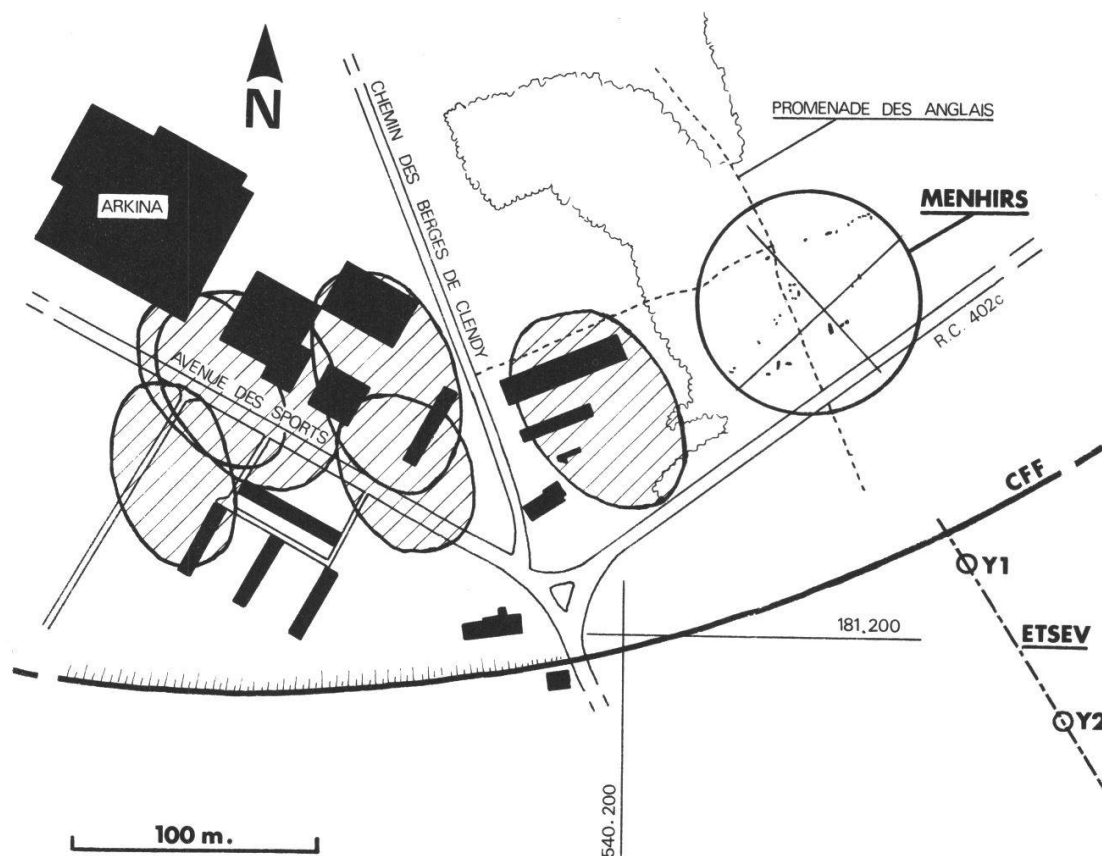 N
CHEMIN DES BERGES DE CLENDY
PROMENADE DES ANGLAIS
ARKINA
MENHIRS
R.C. 402c
AVENUE DES SPORTS
CFF
Y1
181.200
ETSEV
Y2
540.200
100 m.